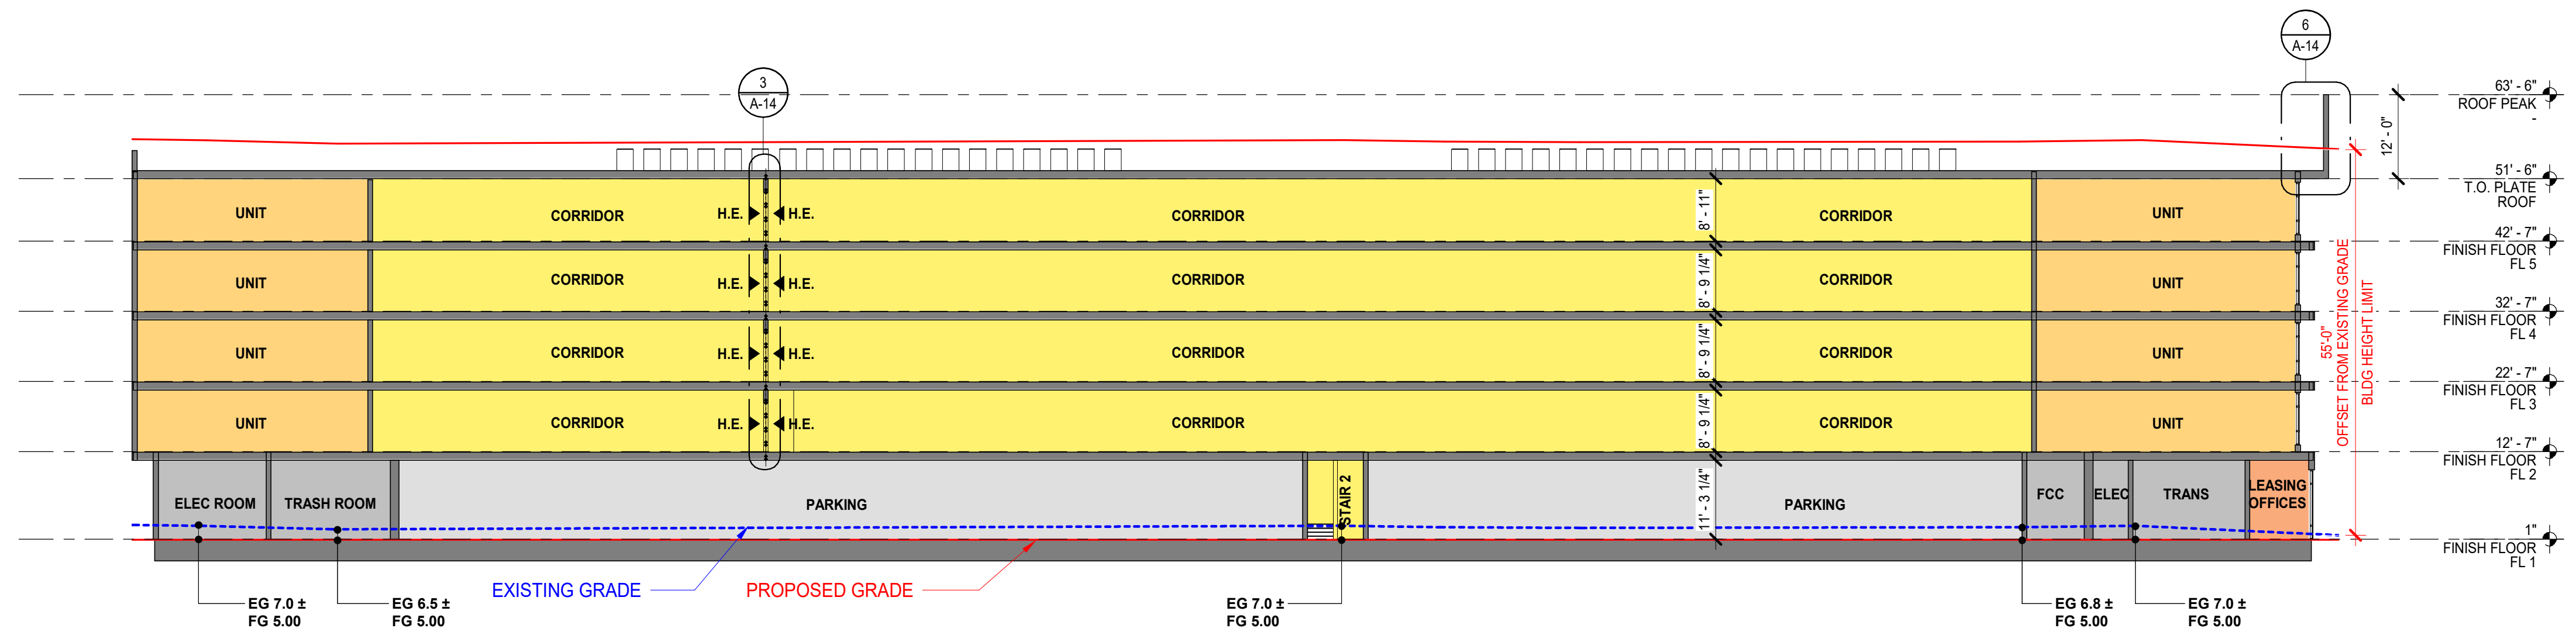 6
A-14
3
A-14
63' - 6"
ROOF PEAK
-
12' - 0"
51' - 6"
T.O. PLATE
ROOF
UNIT
CORRIDOR
H.E.
H.E.
CORRIDOR
8' - 11"
CORRIDOR
UNIT
42' - 7"
FINISH FLOOR
FL 5
UNIT
CORRIDOR
H.E.
H.E.
CORRIDOR
8' - 9 1/4"
CORRIDOR
UNIT
32' - 7"
FINISH FLOOR
FL 4
UNIT
CORRIDOR
H.E.
H.E.
CORRIDOR
8' - 9 1/4"
CORRIDOR
UNIT
55'-0"
OFFSET FROM EXISTING GRADE
BLDG HEIGHT LIMIT
22' - 7"
FINISH FLOOR
FL 3
UNIT
CORRIDOR
H.E.
H.E.
CORRIDOR
8' - 9 1/4"
CORRIDOR
UNIT
12' - 7"
FINISH FLOOR
FL 2
ELEC ROOM
TRASH ROOM
PARKING
STAIR 2
11' - 3 1/4"
PARKING
FCC
ELEC
TRANS
LEASING
OFFICES
1"
FINISH FLOOR
FL 1
EXISTING GRADE
PROPOSED GRADE
EG 7.0 ±
FG 5.00
EG 6.5 ±
FG 5.00
EG 7.0 ±
FG 5.00
EG 6.8 ±
FG 5.00
EG 7.0 ±
FG 5.00